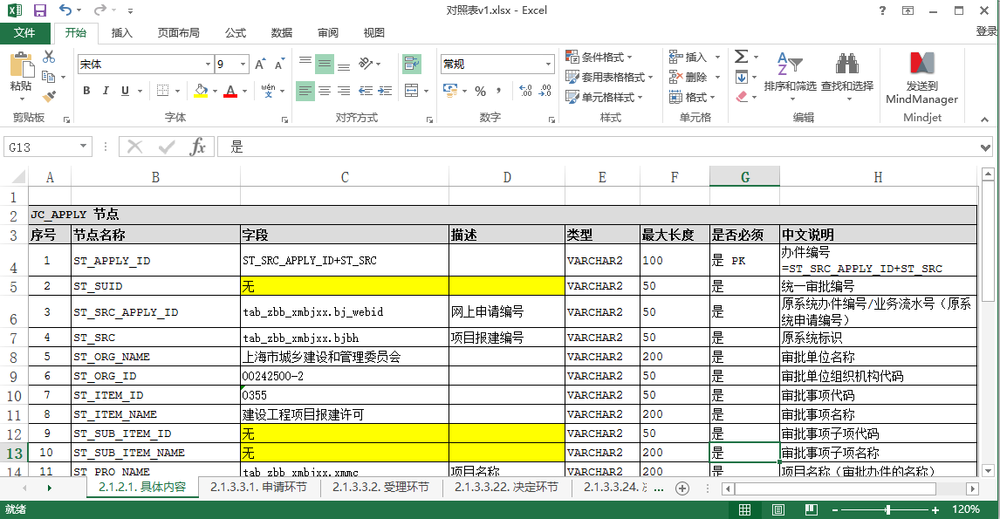 对照表v1.xlsx - Excel
登录
文件 开始 插入 页面布局 公式 数据 审阅 视图
粘贴
宋体 9
B I U
wén 文
常规
条件格式
套用表格格式
单元格样式
插入
删除
格式
排序和筛选 查找和选择
发送到
MindManager
剪贴板 字体 对齐方式 数字 样式 单元格 编辑 Mindjet
G13 fx 是
A B C D E F G H
1
2 JC_APPLY 节点
3 序号 节点名称 字段 描述 类型 最大长度 是否必须 中文说明
4 1 ST_APPLY_ID ST_SRC_APPLY_ID+ST_SRC VARCHAR2 100 是 PK 办件编号
=ST_SRC_APPLY_ID+ST_SRC
5 2 ST_SUID 无 VARCHAR2 50 是 统一审批编号
6 3 ST_SRC_APPLY_ID tab_zbb_xmbjxx.bj_webid 网上申请编号 VARCHAR2 50 是 原系统办件编号/业务流水号（原系
统申请编号）
7 4 ST_SRC tab_zbb_xmbjxx.bjbh 项目报建编号 VARCHAR2 50 是 原系统标识
8 5 ST_ORG_NAME 上海市城乡建设和管理委员会 VARCHAR2 200 是 审批单位名称
9 6 ST_ORG_ID 00242500-2 VARCHAR2 50 是 审批单位组织机构代码
10 7 ST_ITEM_ID 0355 VARCHAR2 50 是 审批事项代码
11 8 ST_ITEM_NAME 建设工程项目报建许可 VARCHAR2 200 是 审批事项名称
12 9 ST_SUB_ITEM_ID 无 VARCHAR2 50 是 审批事项子项代码
13 10 ST_SUB_ITEM_NAME 无 VARCHAR2 200 是 审批事项子项名称
14 11 ST_PRO_NAME tab_zbb_xmbjxx.xmmc 项目名称 VARCHAR2 200 是 项目名称（审批办件的名称）
2.1.2.1. 具体内容 2.1.3.3.1. 申请环节 2.1.3.3.2. 受理环节 2.1.3.3.22. 决定环节 2.1.3.3.24. ...
就绪 120%